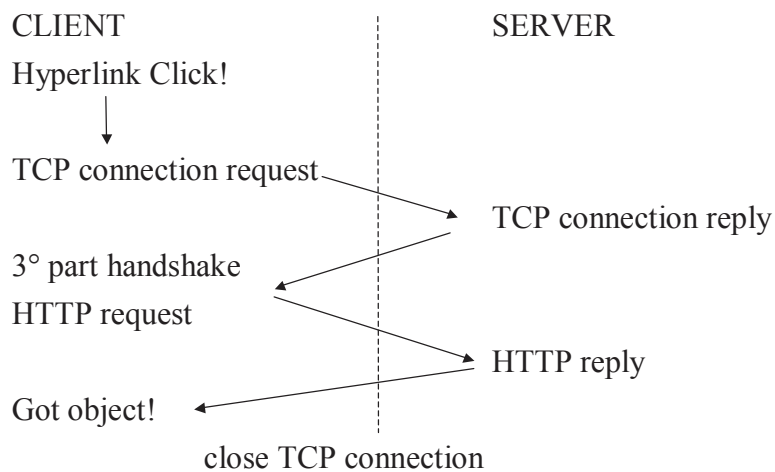 CLIENT
SERVER
Hyperlink Click!
TCP connection request
TCP connection reply
3° part handshake
HTTP request
HTTP reply
Got object!
close TCP connection